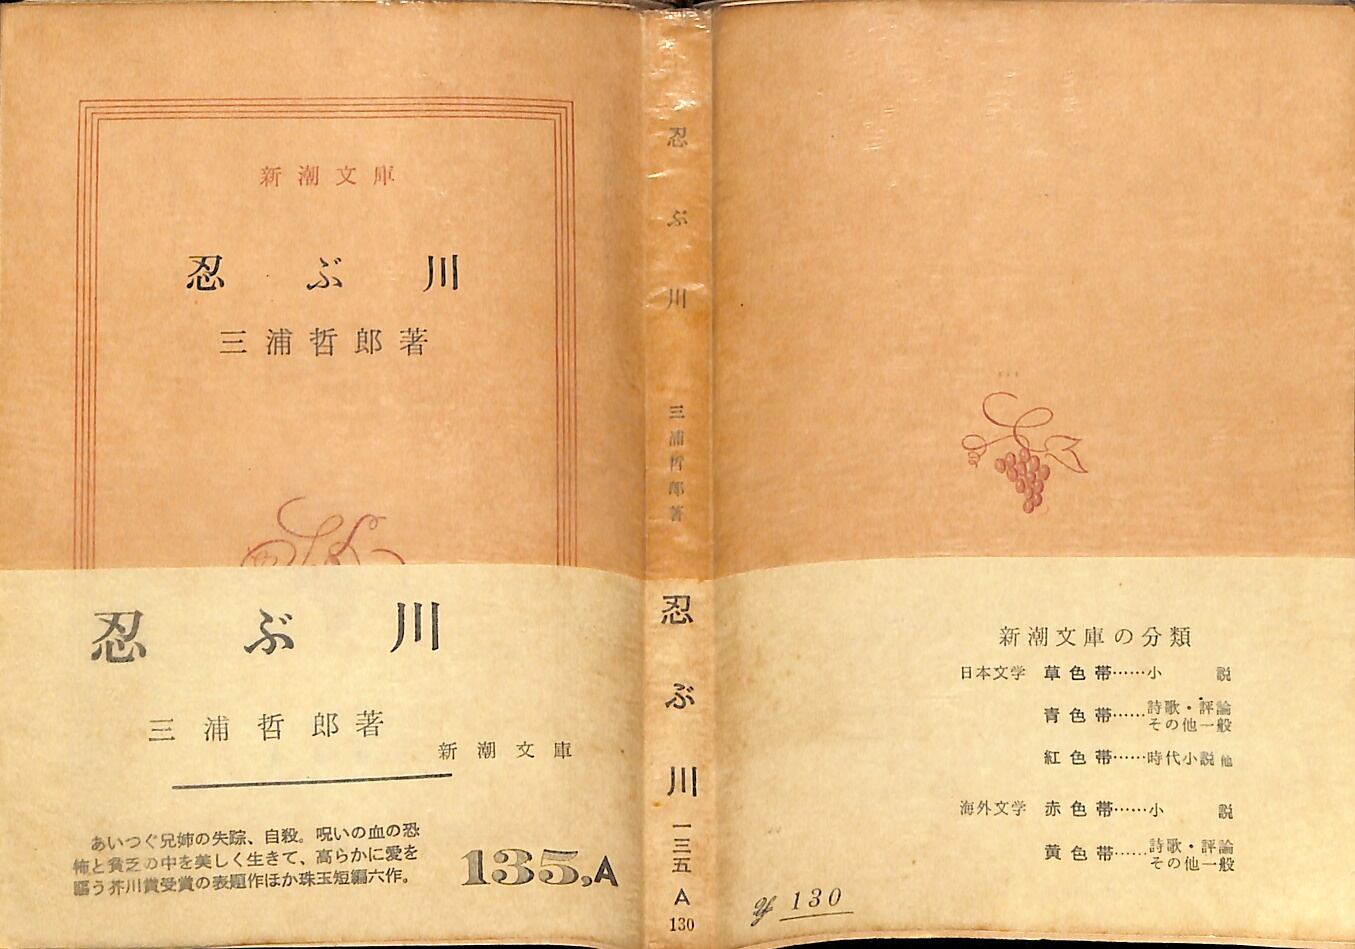 新潮文庫
忍ぶ川
三浦哲郎著
忍ぶ川
三浦哲郎著
新潮文庫
あいつぐ兄姉の失踪、自殺。呪いの血の恐
怖と貧乏の中を美しく生きて、高らかに愛を
謳う芥川賞受賞の表題作ほか珠玉短編六作。
135,A
忍ぶ川
三浦哲郎著
忍ぶ川
一三五
A
130
新潮文庫の分類
日本文学 草色帯……小説
青色帯……詩歌・評論
その他一般
紅色帯……時代小説他
海外文学 赤色帯……小説
黄色帯……詩歌・評論
その他一般
130